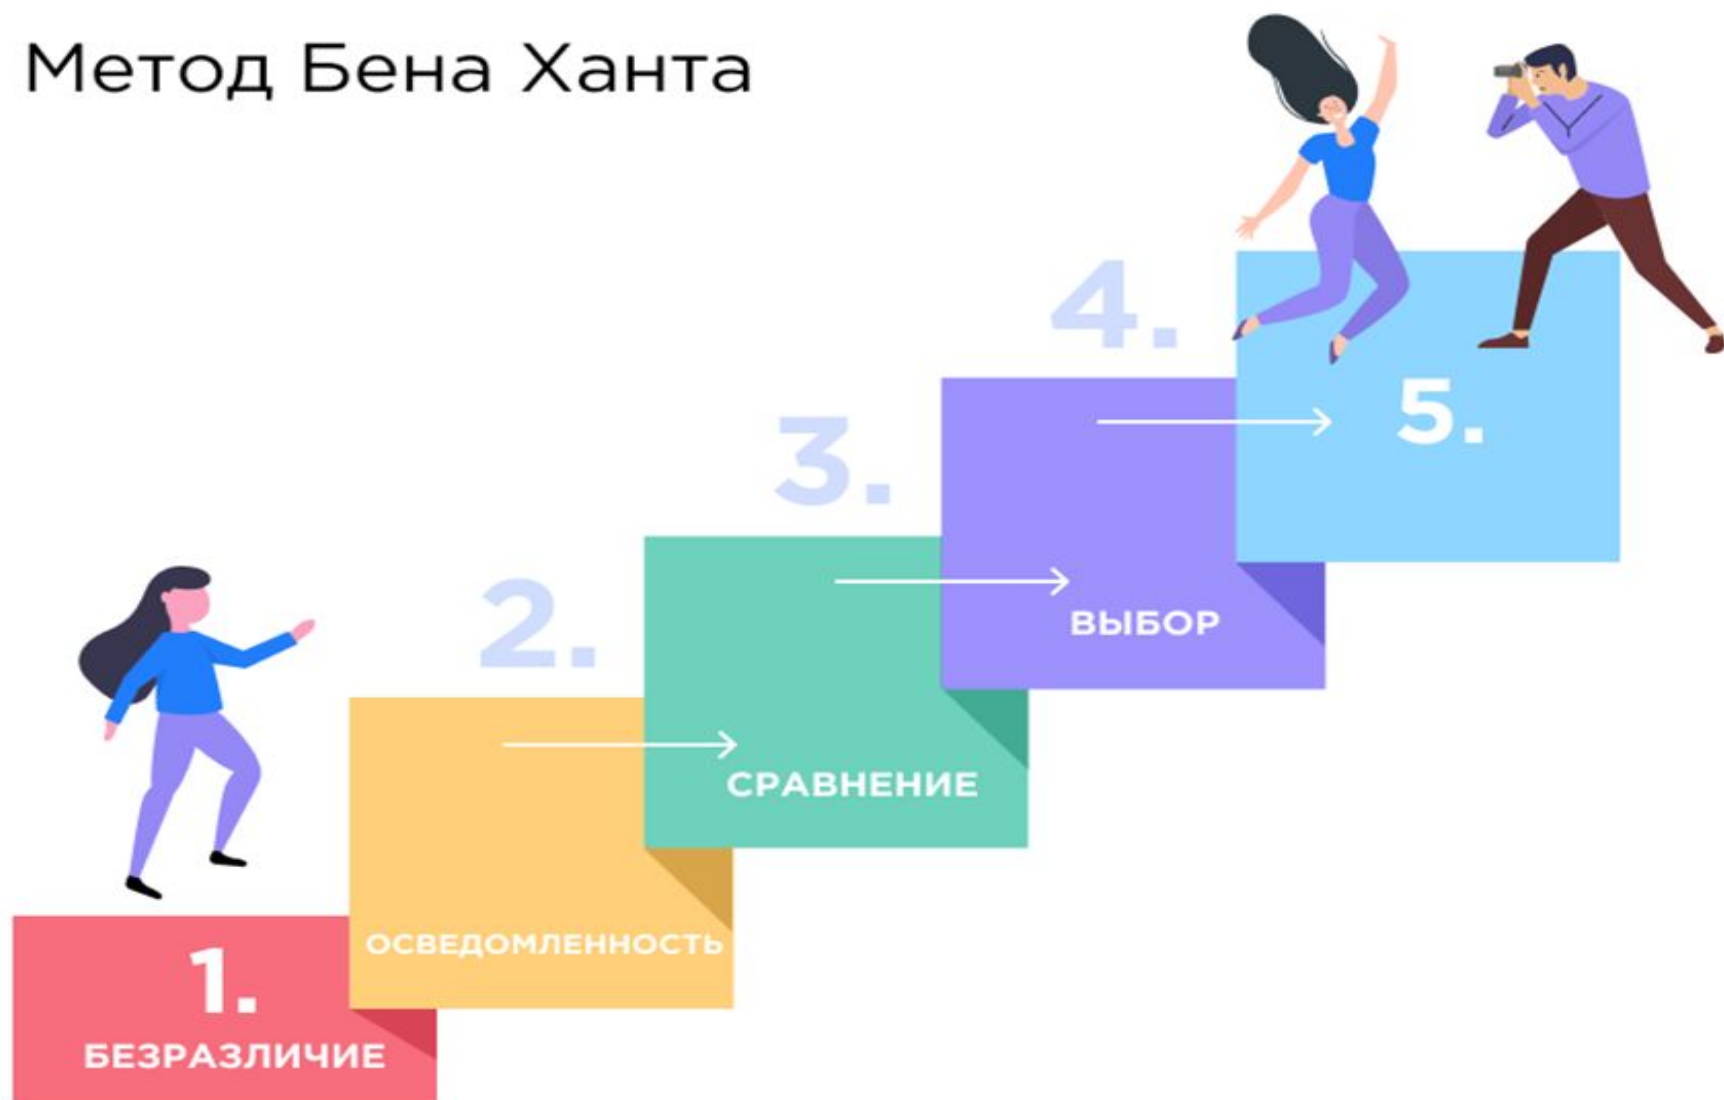 Метод Бена Ханта
1.
БЕЗРАЗЛИЧИЕ
2.
ОСВЕДОМЛЕННОСТЬ
3.
СРАВНЕНИЕ
4.
ВЫБОР
5.